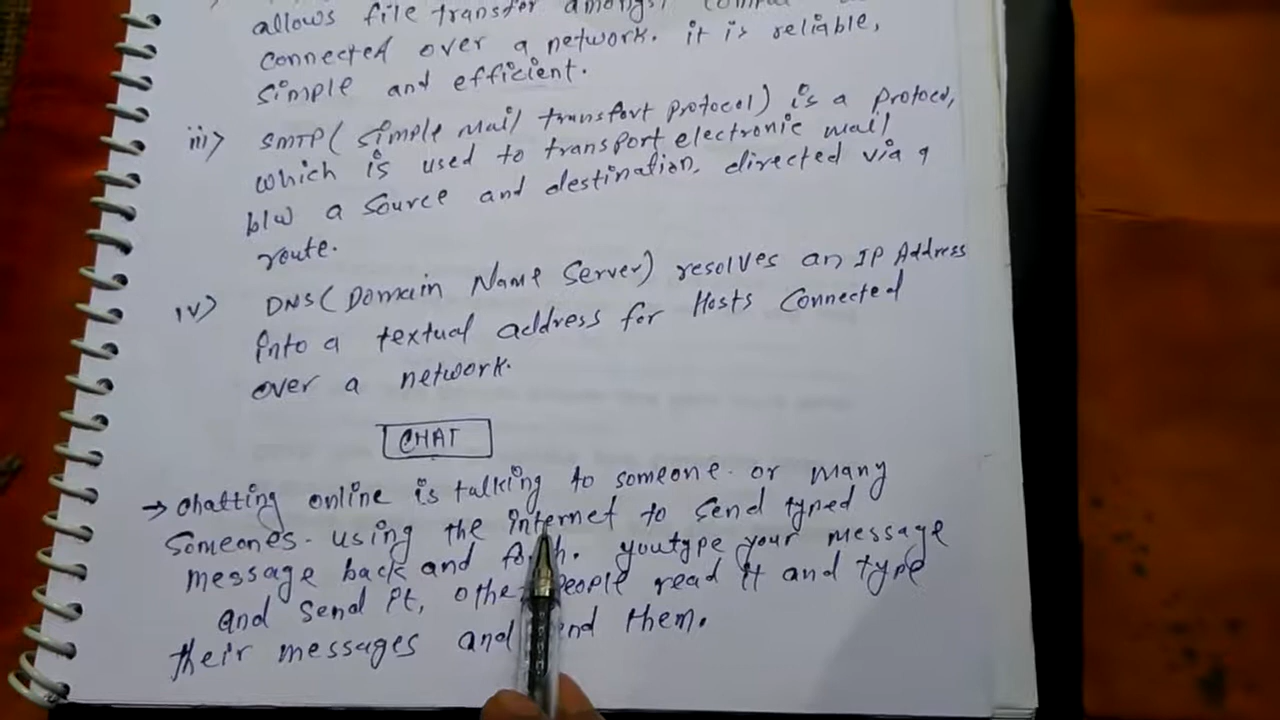 allows file transfer amongst
connected over a network. it is reliable,
simple and efficient.
iii) SMTP( Simple Mail transfort protocol) is a protocol,
which is used to transport electronic mail
b/w a source and destination, directed via a
route.
iv) DNS( Domain Name Server) resolves an IP Address
into a textual address for Hosts Connected
over a network.
CHAT
→ Chatting online is talking to someone. or many
Someones. using the internet to send typed
message back and youtype your message
and send it, people read it and type
their messages and them.